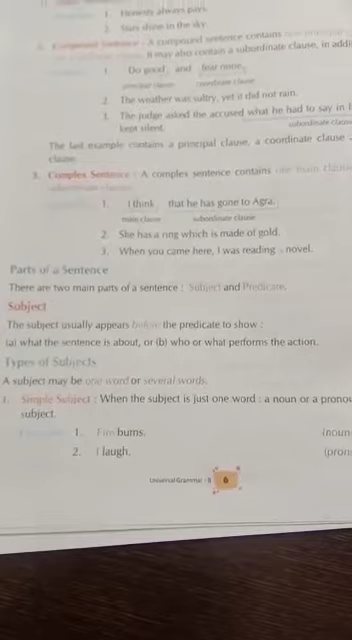 1. Honesty always pays.
2. Stars shine in the sky.
2. Compound Sentence : A compound sentence contains one principal
It may also contain a subordinate clause, in addi
1. Do good and fear none.
principal clause coordinate clause
2. The weather was sultry, yet it did not rain.
3. The judge asked the accused what he had to say in
subordinate clause
kept silent.
The last example contains a principal clause, a coordinate clause
clause.
3. Complex Sentence : A complex sentence contains one main clause
subordinate clauses.
1. I think that he has gone to Agra.
main clause subordinate clause
2. She has a ring which is made of gold.
3. When you came here, I was reading a novel.
Parts of a Sentence
There are two main parts of a sentence : Subject and Predicate.
Subject
The subject usually appears before the predicate to show :
(a) what the sentence is about, or (b) who or what performs the action.
Types of Subjects
A subject may be one word or several words.
1. Simple Subject : When the subject is just one word : a noun or a prono
subject.
1. Fire burns. (noun
2. I laugh. (pron
Universal Grammar - 8 6